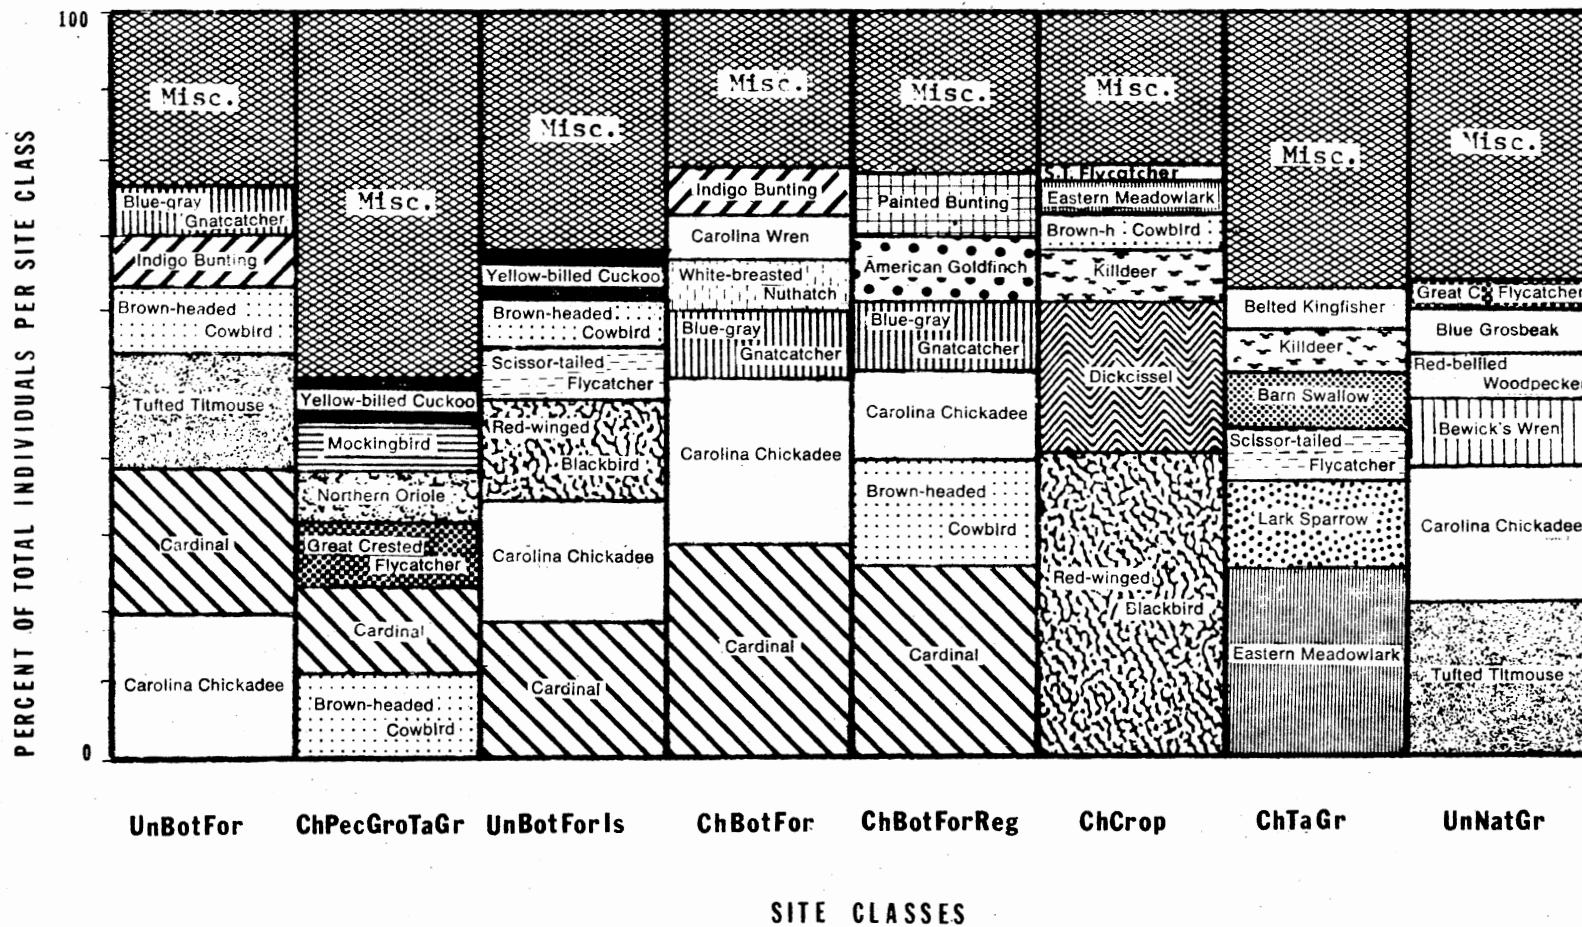 100
PERCENT OF TOTAL INDIVIDUALS PER SITE CLASS
0
Misc.
Blue-gray
Gnatcatcher
Indigo Bunting
Brown-headed
Cowbird
Tufted Titmouse
Cardinal
Carolina Chickadee
Misc.
Yellow-billed Cuckoo
Mockingbird
Northern Oriole
Great Crested
Flycatcher
Cardinal
Brown-headed
Cowbird
Misc.
Yellow-billed Cuckoo
Brown-headed
Cowbird
Scissor-tailed
Flycatcher
Red-winged
Blackbird
Carolina Chickadee
Cardinal
Misc.
Indigo Bunting
Carolina Wren
White-breasted
Nuthatch
Blue-gray
Gnatcatcher
Carolina Chickadee
Cardinal
Misc.
Painted Bunting
American Goldfinch
Blue-gray
Gnatcatcher
Carolina Chickadee
Brown-headed
Cowbird
Cardinal
Misc.
S.T. Flycatcher
Eastern Meadowlark
Brown-h Cowbird
Killdeer
Dickcissel
Red-winged
Blackbird
Misc.
Belted Kingfisher
Killdeer
Barn Swallow
Scissor-tailed
Flycatcher
Lark Sparrow
Eastern Meadowlark
Misc.
Great C Flycatcher
Blue Grosbeak
Red-bellied
Woodpecker
Bewick's Wren
Carolina Chickadee
Tufted Titmouse
UnBotFor ChPecGroTaGr UnBotForIs ChBotFor ChBotForReg ChCrop ChTaGr UnNatGr
SITE CLASSES